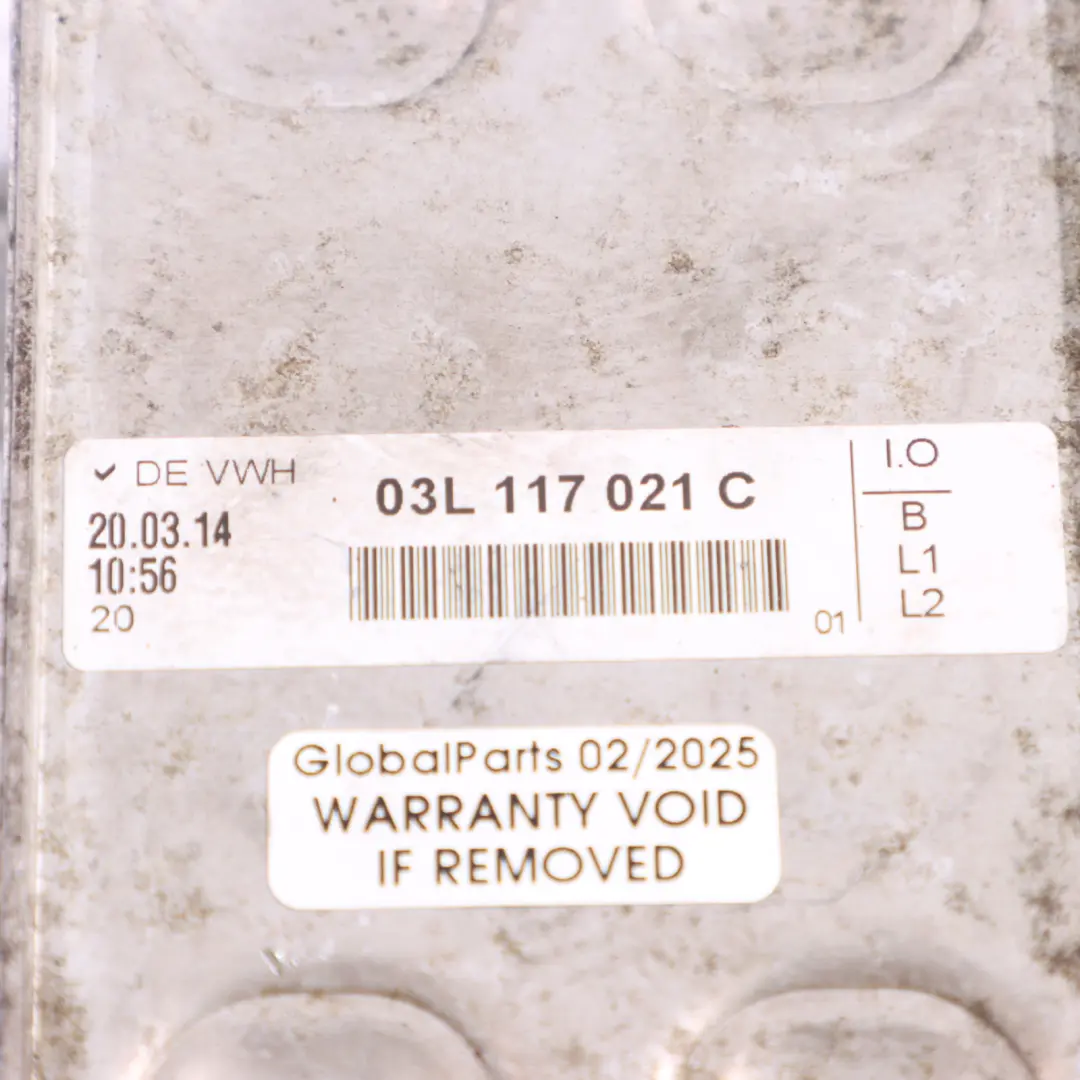 ✓ DE VWH
20.03.14
10:56
20
03L 117 021 C
01
I.O
B
L1
L2
GlobalParts 02/2025
WARRANTY VOID
IF REMOVED